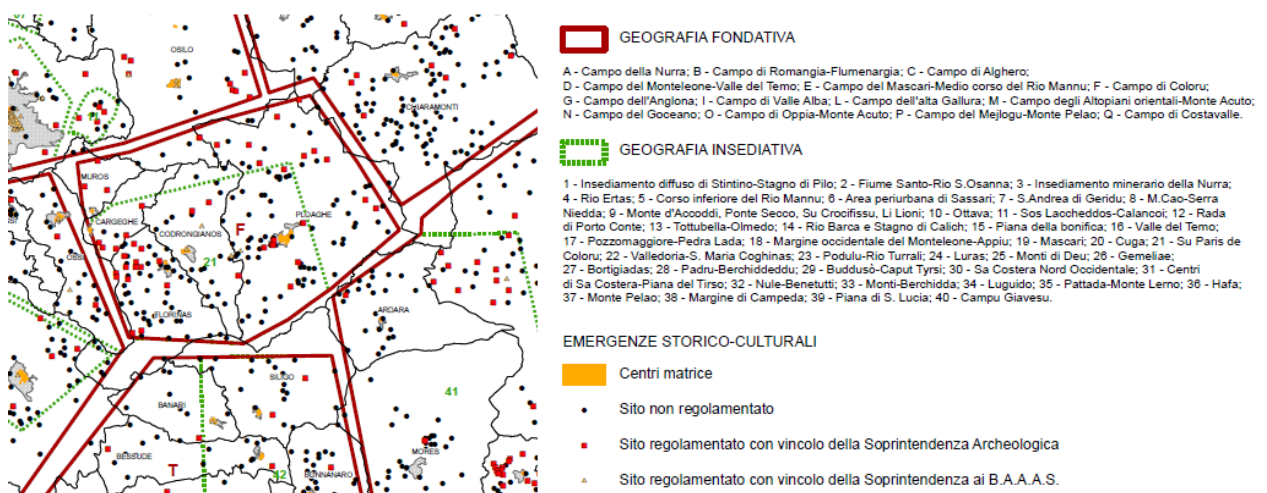 OSILO
CHIARAMONTI
MUROS
CARGEGHE
PLOAGHE
CODRONGIANOS
F
21
FLORINAS
ARDARA
SILIGO
41
BANARI
MORES
BESSUDE
T
42
BONNANARO
GEOGRAFIA FONDATIVA
A - Campo della Nurra; B - Campo di Romangia-Flumenargia; C - Campo di Alghero;
D - Campo del Monteleone-Valle del Temo; E - Campo del Mascari-Medio corso del Rio Mannu; F - Campo di Coloru;
G - Campo dell'Anglona; I - Campo di Valle Alba; L - Campo dell'alta Gallura; M - Campo degli Altopiani orientali-Monte Acuto;
N - Campo del Goceano; O - Campo di Oppia-Monte Acuto; P - Campo del Mejlogu-Monte Pelao; Q - Campo di Costavalle.
GEOGRAFIA INSEDIATIVA
1 - Insediamento diffuso di Stintino-Stagno di Pilo; 2 - Fiume Santo-Rio S.Osanna; 3 - Insediamento minerario della Nurra;
4 - Rio Ertas; 5 - Corso inferiore del Rio Mannu; 6 - Area periurbana di Sassari; 7 - S.Andrea di Geridu; 8 - M.Cao-Serra
Niedda; 9 - Monte d'Accoddi, Ponte Secco, Su Crocifissu, Li Lioni; 10 - Ottava; 11 - Sos Laccheddos-Calancoi; 12 - Rada
di Porto Conte; 13 - Tottubella-Olmedo; 14 - Rio Barca e Stagno di Calich; 15 - Piana della bonifica; 16 - Valle del Temo;
17 - Pozzomaggiore-Pedra Lada; 18 - Margine occidentale del Monteleone-Appiu; 19 - Mascari; 20 - Cuga; 21 - Su Paris de
Coloru; 22 - Valledoria-S. Maria Coghinas; 23 - Podulu-Rio Turrali; 24 - Luras; 25 - Monti di Deu; 26 - Gemeliae;
27 - Bortigiadas; 28 - Padru-Berchiddeddu; 29 - Buddusò-Caput Tyrsi; 30 - Sa Costera Nord Occidentale; 31 - Centri
di Sa Costera-Piana del Tirso; 32 - Nule-Benetutti; 33 - Monti-Berchidda; 34 - Luguido; 35 - Pattada-Monte Lerno; 36 - Hafa;
37 - Monte Pelao; 38 - Margine di Campeda; 39 - Piana di S. Lucia; 40 - Campu Giavesu.
EMERGENZE STORICO-CULTURALI
Centri matrice
Sito non regolamentato
Sito regolamentato con vincolo della Soprintendenza Archeologica
Sito regolamentato con vincolo della Soprintendenza ai B.A.A.A.S.